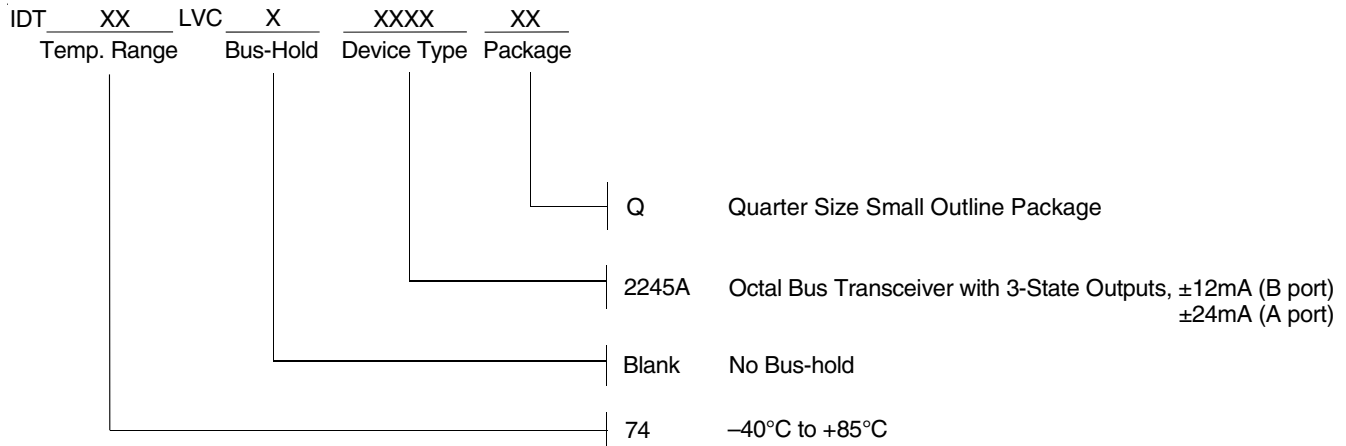 IDT XX LVC X XXXX XX
Temp. Range Bus-Hold Device Type Package
Q Quarter Size Small Outline Package
2245A Octal Bus Transceiver with 3-State Outputs, ±12mA (B port)
±24mA (A port)
Blank No Bus-hold
74 –40°C to +85°C